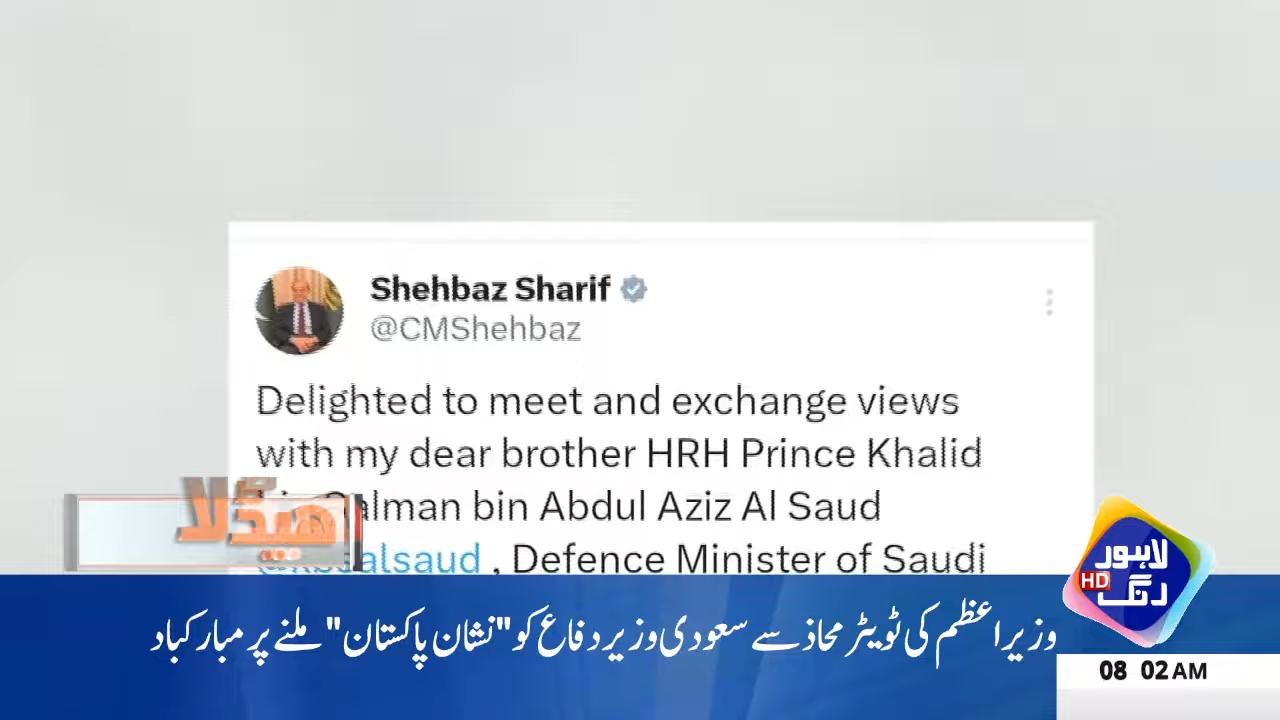 Shehbaz Sharif
@CMShehbaz
Delighted to meet and exchange views
with my dear brother HRH Prince Khalid
Salman bin Abdul Aziz Al Saud
, Defence Minister of Saudi
لاہور
HD رنگ
وزیراعظم کی ٹویٹر محاذ سے سعودی وزیر دفاع کو "نشان پاکستان" ملنے پر مبارکباد
08 02 AM